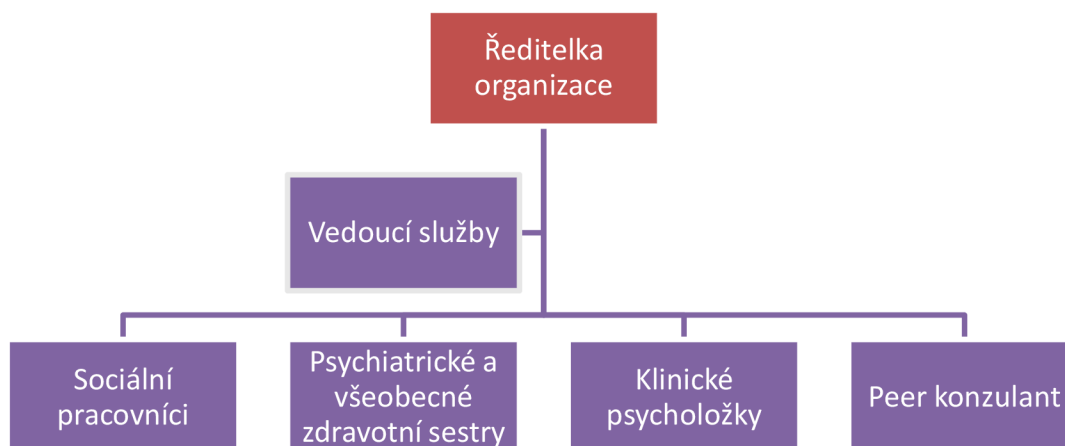 Ředitelka
organizace
Vedoucí služby
Sociální
pracovníci
Psychiatrické a
všeobecné
zdravotní sestry
Klinické
psycholožky
Peer konzulant